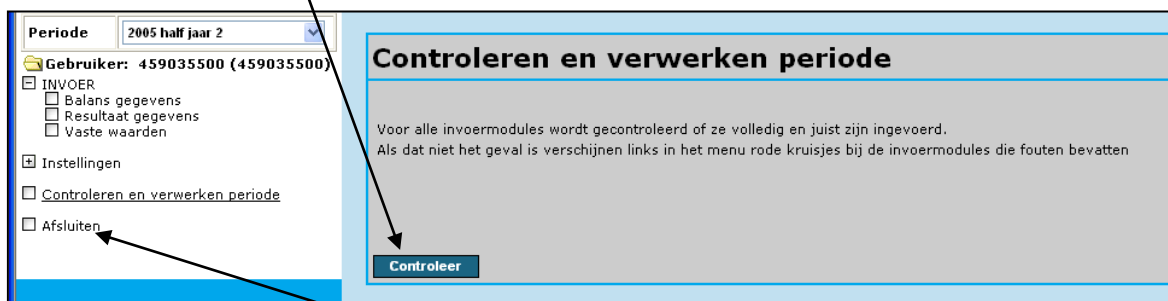 Periode
2005 half jaar 2
Gebruiker: 459035500 (459035500)
INVOER
Balans gegevens
Resultaat gegevens
Vaste waarden
Instellingen
Controleren en verwerken periode
Afsluiten
Controleren en verwerken periode
Voor alle invoermodules wordt gecontroleerd of ze volledig en juist zijn ingevoerd.
Als dat niet het geval is verschijnen links in het menu rode kruisjes bij de invoermodules die fouten bevatten
Controleer